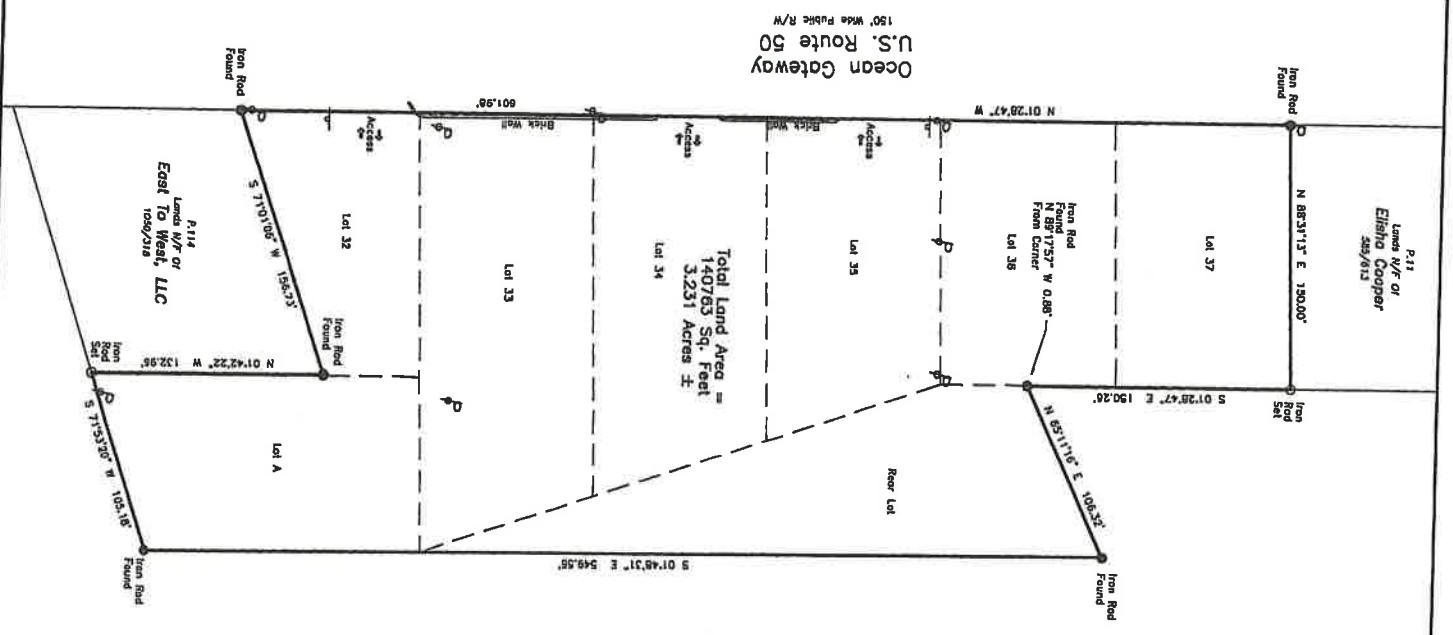 Ocean Gateway
U.S. Route 50
150' Wide Public R/W
Iron Rod
Found
N 01°28'47" W
601.98'
Iron Rod
Found
Access
Brick Wall
Access
Brick Wall
Access
P.11
Lands N/F Of
Elisha Cooper
585/613
N 88°31'13" E 150.00'
Iron
Rod
Set
S 01°28'47" E 150.26'
Lot 37
Iron Rod
Found
N 89°17'57" W 0.88'
From Corner
Lot 36
N 65°11'16" E 106.32'
Iron Rod
Found
Lot 35
Rear Lot
Total Land Area =
140763 Sq. Feet
3.231 Acres ±
Lot 34
Lot 33
S 01°48'31" E 549.56'
Lot 32
Lot A
S 71°01'06" W 156.73'
Iron Rod
Found
N 01°42'22" W 132.95'
Iron
Rod
Set
S 71°53'20" W 105.18'
Iron Rod
Found
P.114
Lands N/F Of
East To West, LLC
1050/318